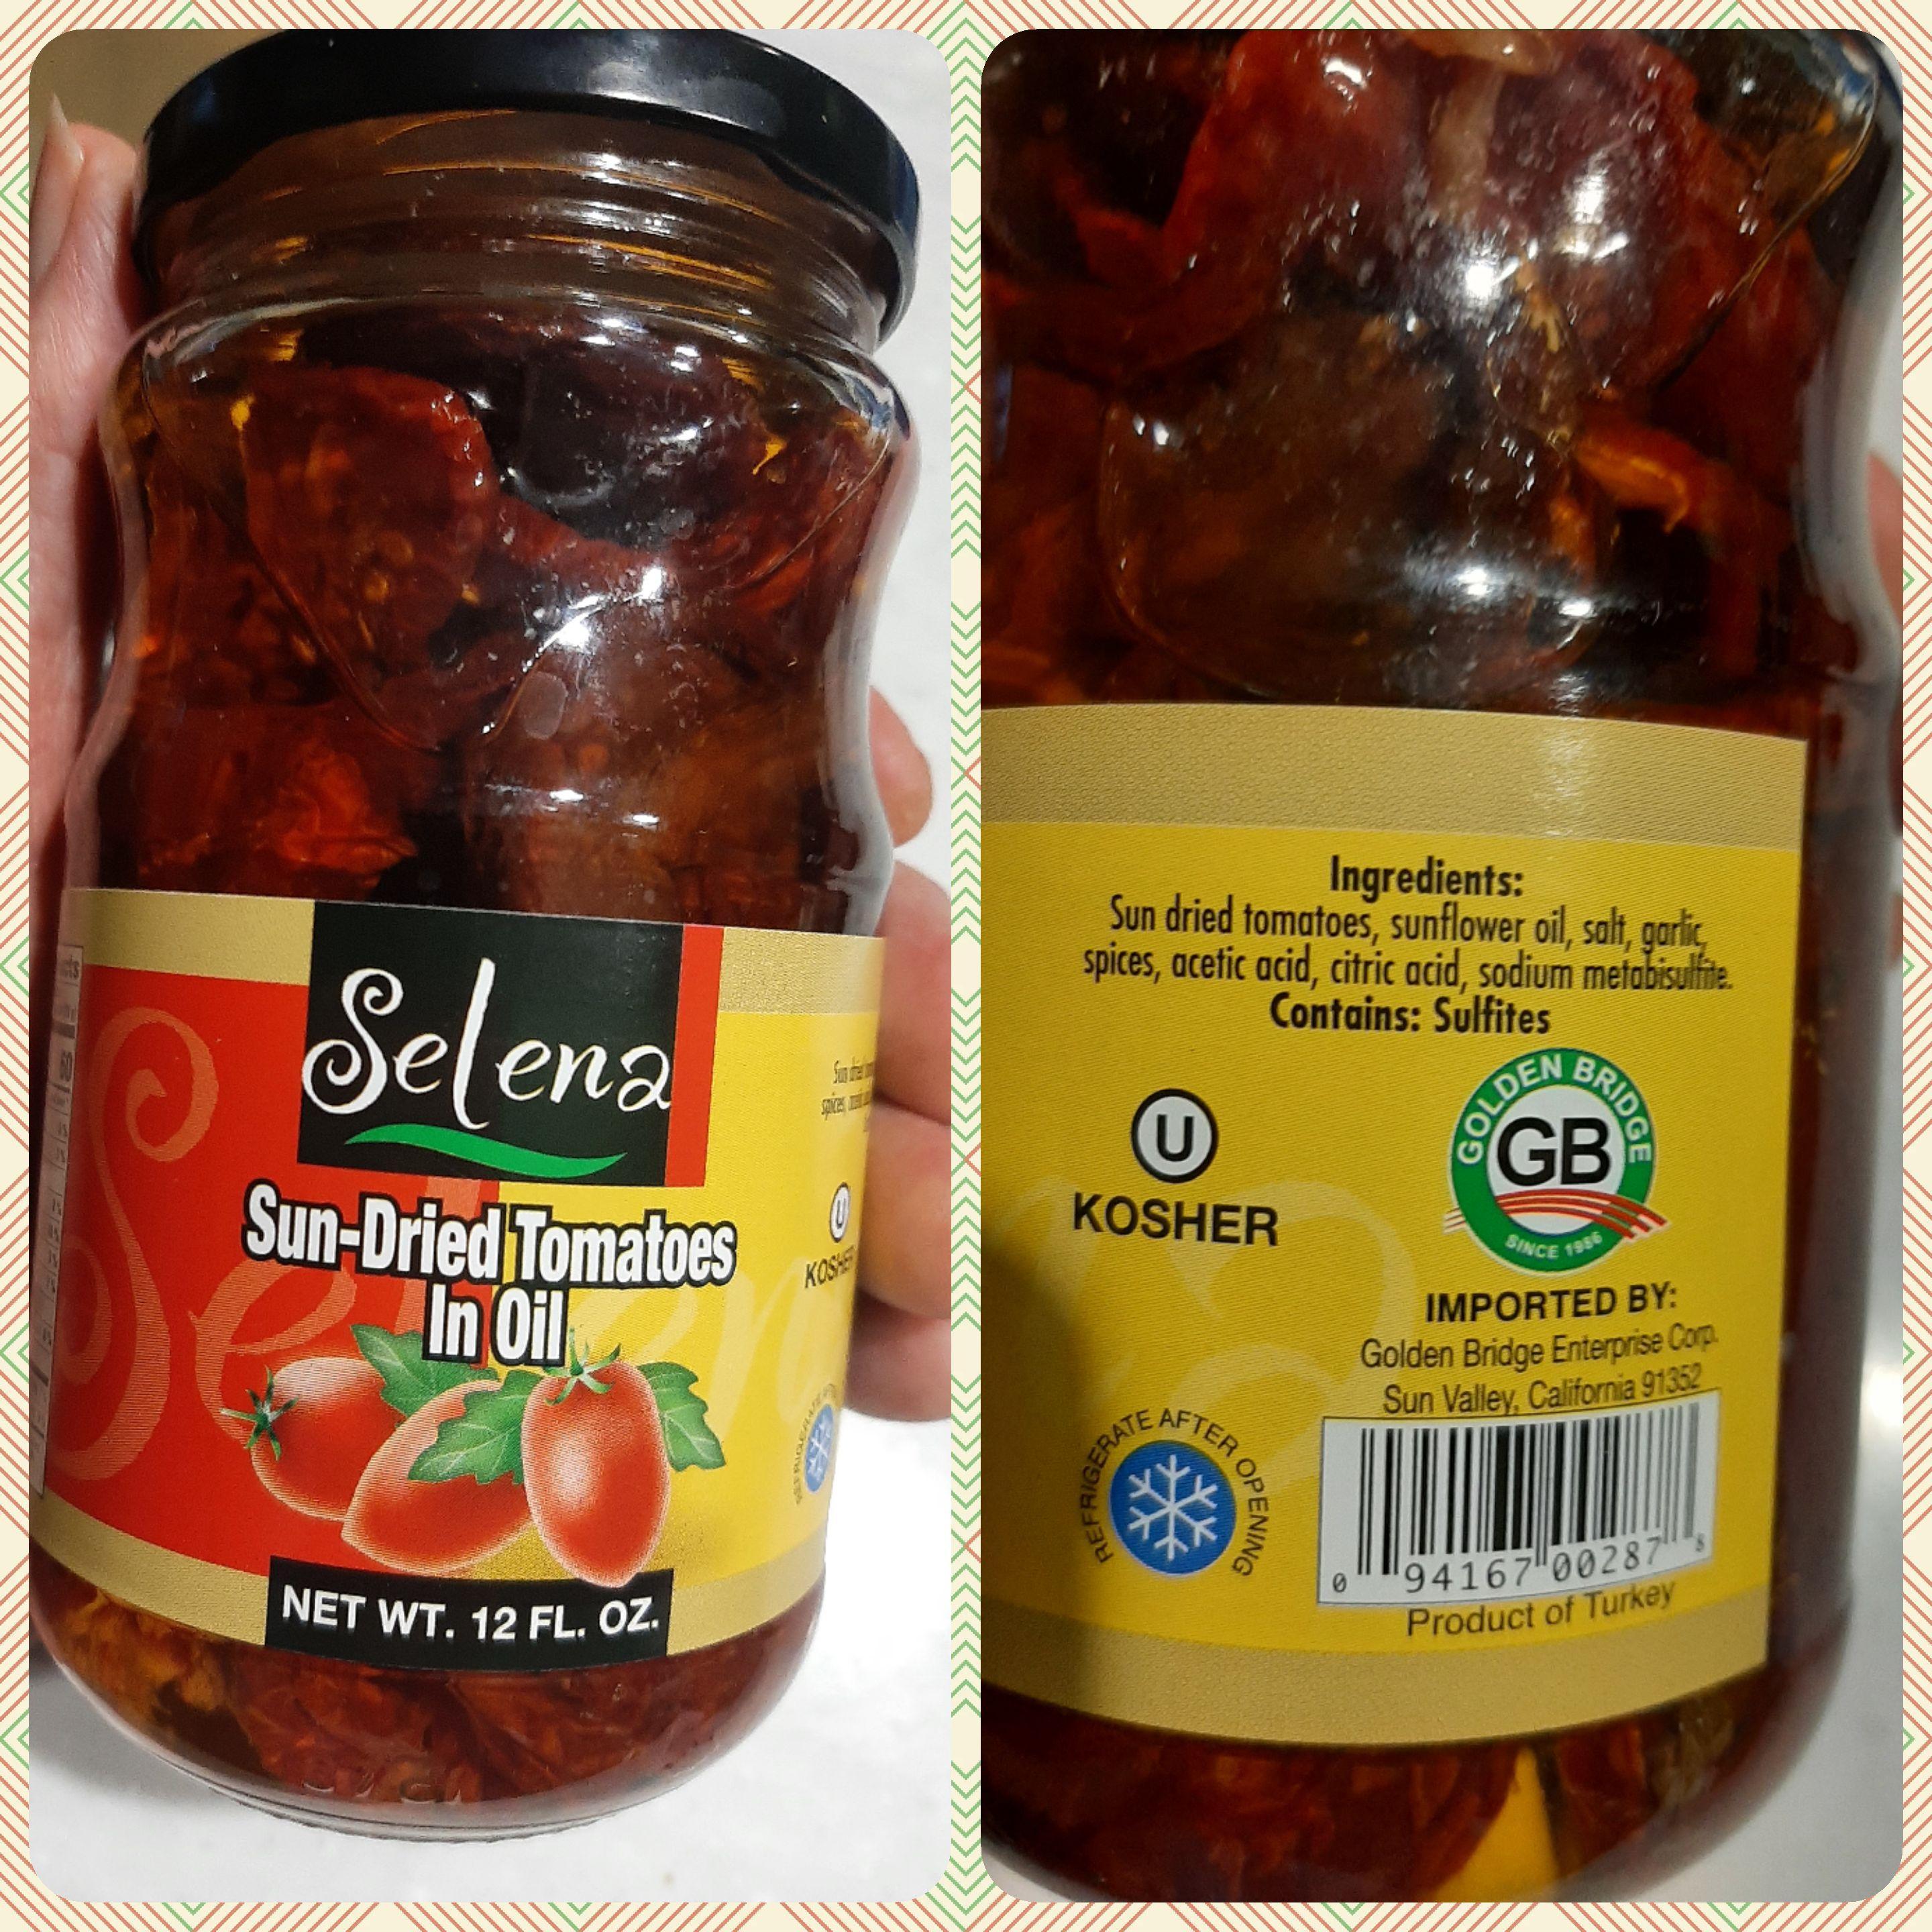 Selena
Sun-Dried Tomatoes
In Oil
NET WT. 12 FL. OZ.
KOSHER
U
Ingredients:
Sun dried tomatoes, sunflower oil, salt, garlic,
spices, acetic acid, citric acid, sodium metabisulfite.
Contains: Sulfites
U
KOSHER
GOLDEN BRIDGE
GB
SINCE 1986
IMPORTED BY:
Golden Bridge Enterprise Corp.
Sun Valley, California 91352
REFRIGERATE AFTER OPENING
0 94167 00287 8
Product of Turkey